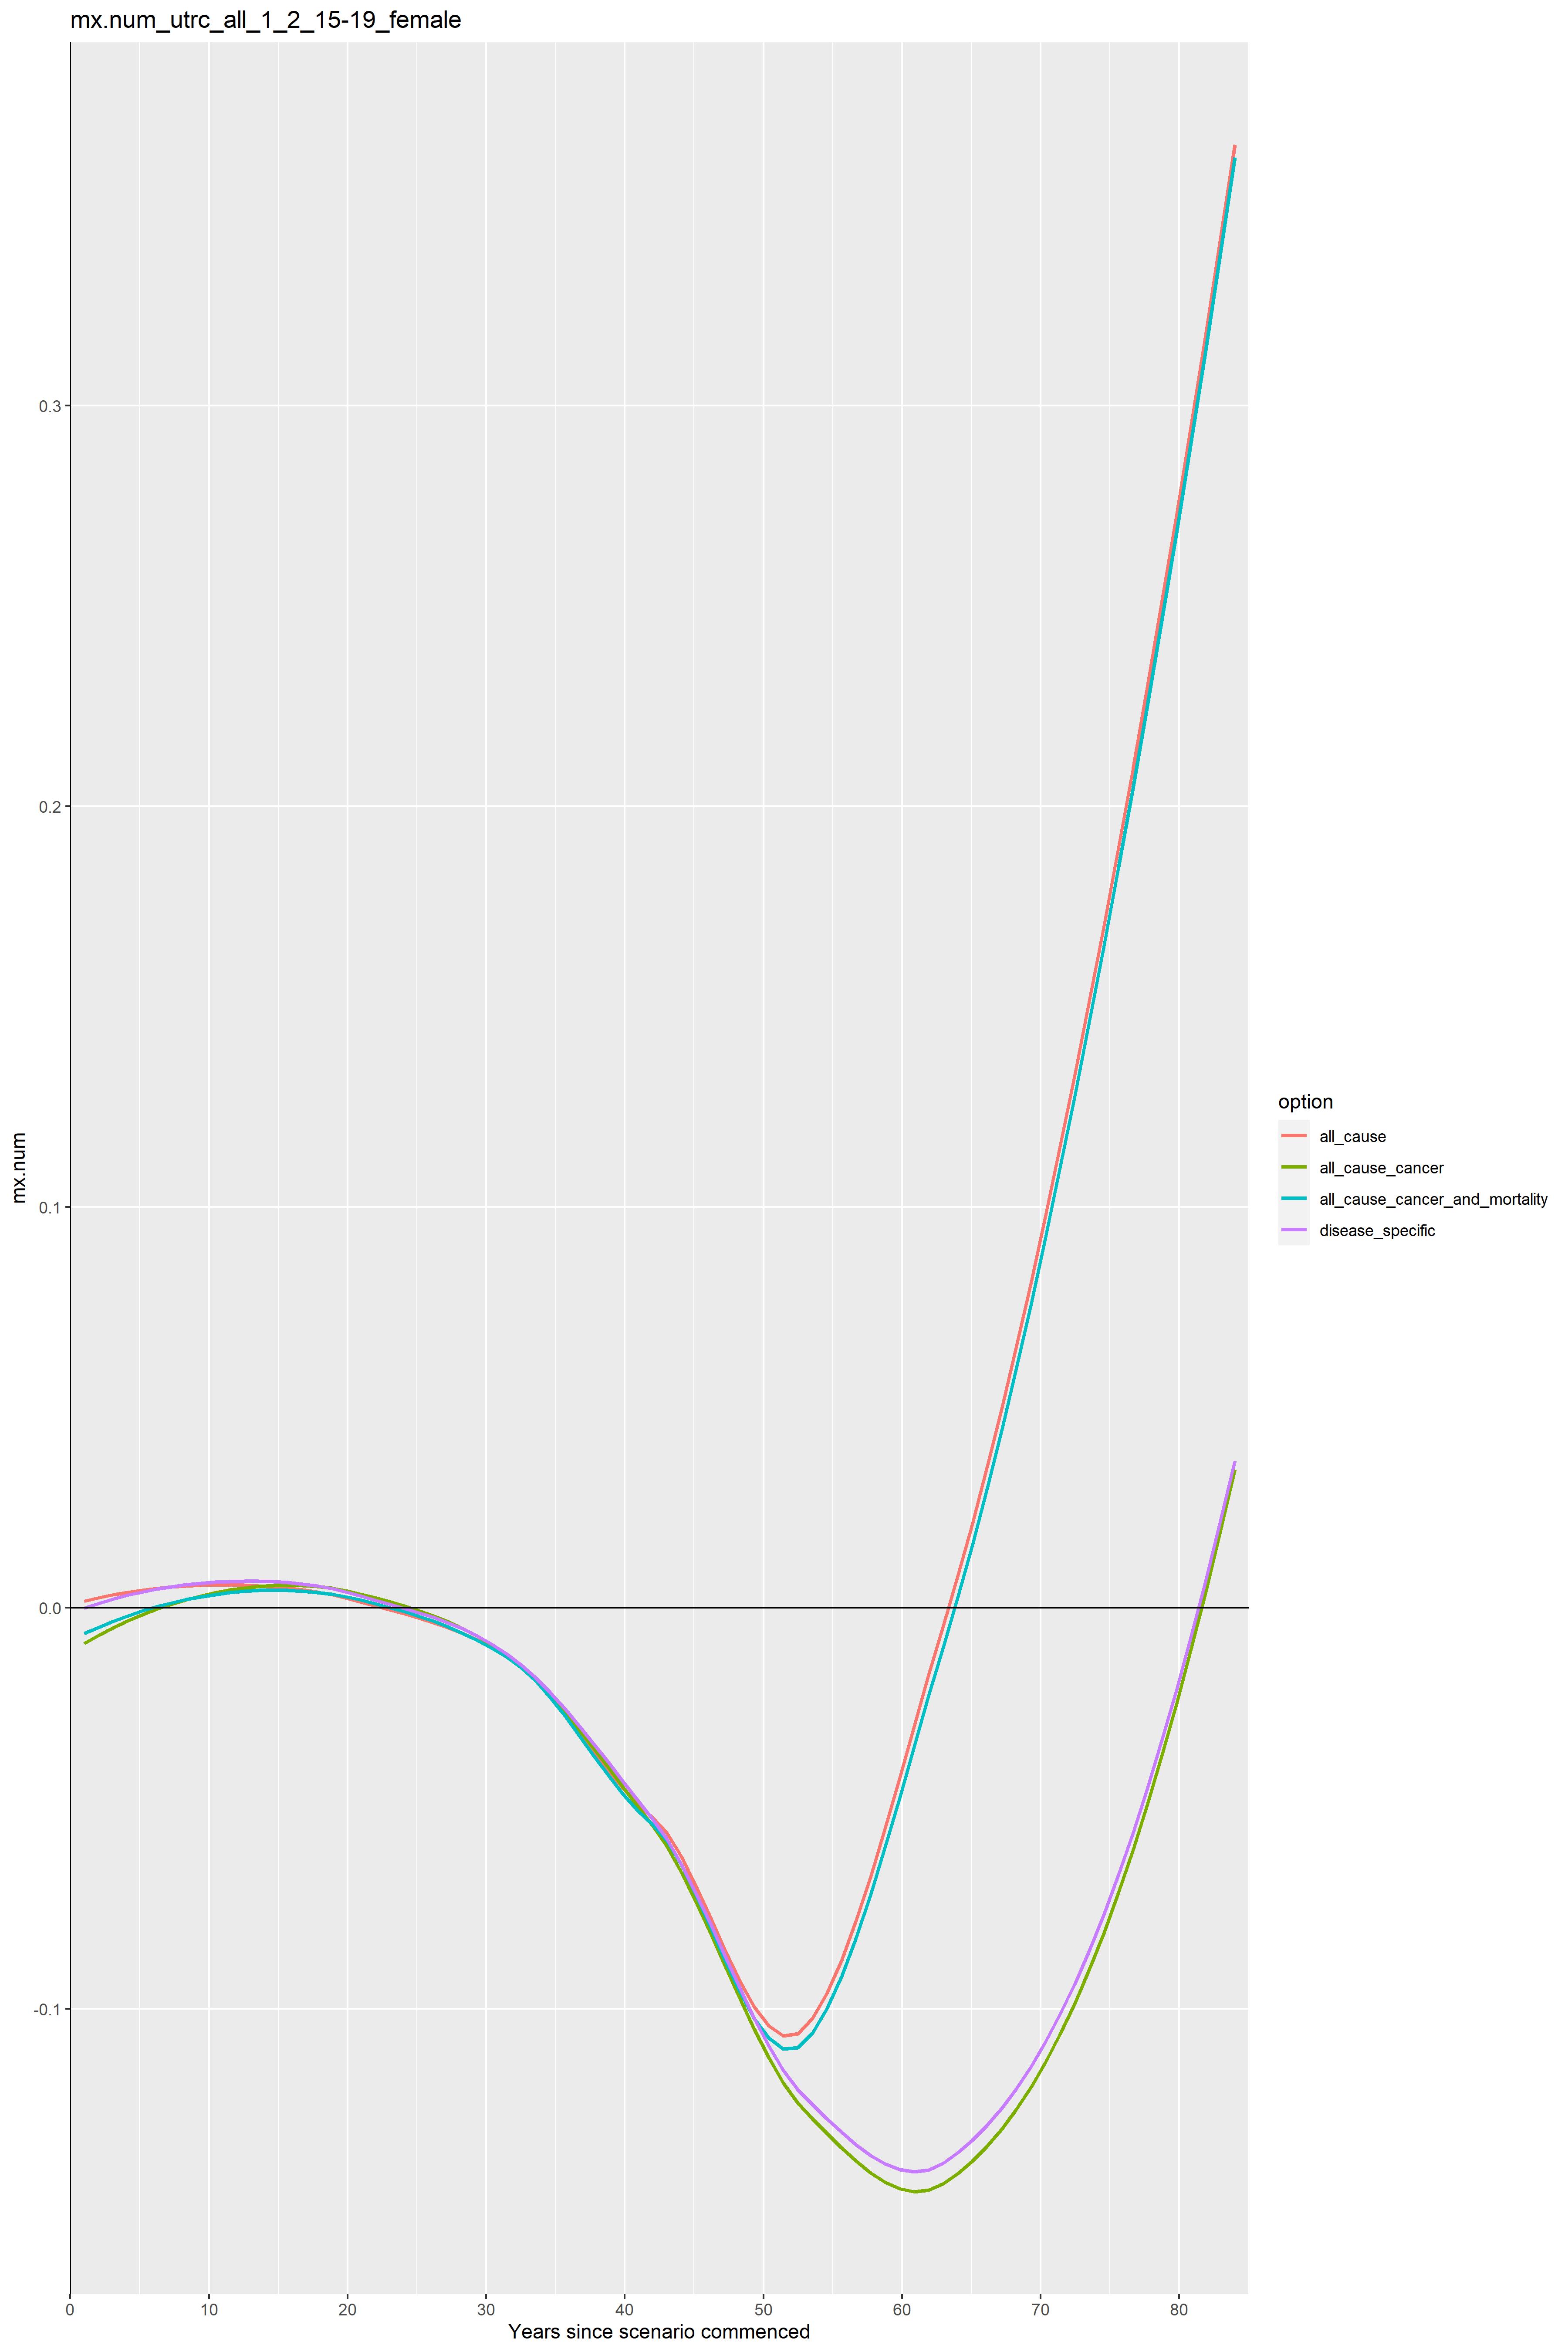 mx.num_utrc_all_1_2_15-19_female
mx.num
0.3
0.2
0.1
0.0
-0.1
0 10 20 30 40 50 60 70 80
Years since scenario commenced
option
all_cause
all_cause_cancer
all_cause_cancer_and_mortality
disease_specific